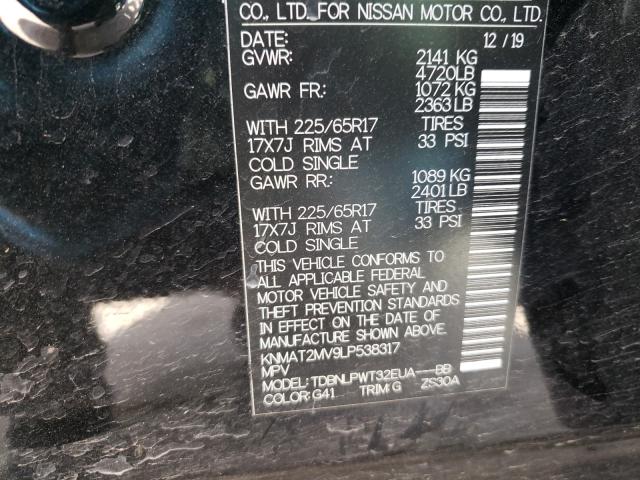 CO., LTD. FOR NISSAN MOTOR CO., LTD.
DATE: 12 / 19
GVWR: 2141 KG
4720LB
GAWR FR: 1072 KG
2363 LB
WITH 225/65R17 TIRES
17X7J RIMS AT 33 PSI
COLD SINGLE
GAWR RR: 1089 KG
2401 LB
WITH 225/65R17 TIRES
17X7J RIMS AT 33 PSI
COLD SINGLE
THIS VEHICLE CONFORMS TO
ALL APPLICABLE FEDERAL
MOTOR VEHICLE SAFETY AND
THEFT PREVENTION STANDARDS
IN EFFECT ON THE DATE OF
MANUFACTURE SHOWN ABOVE.
KNMAT2MV9LP538317
MPV
MODEL: TDBNLPWT32EUA---BB
COLOR: G41 TRIM: G ZS30A